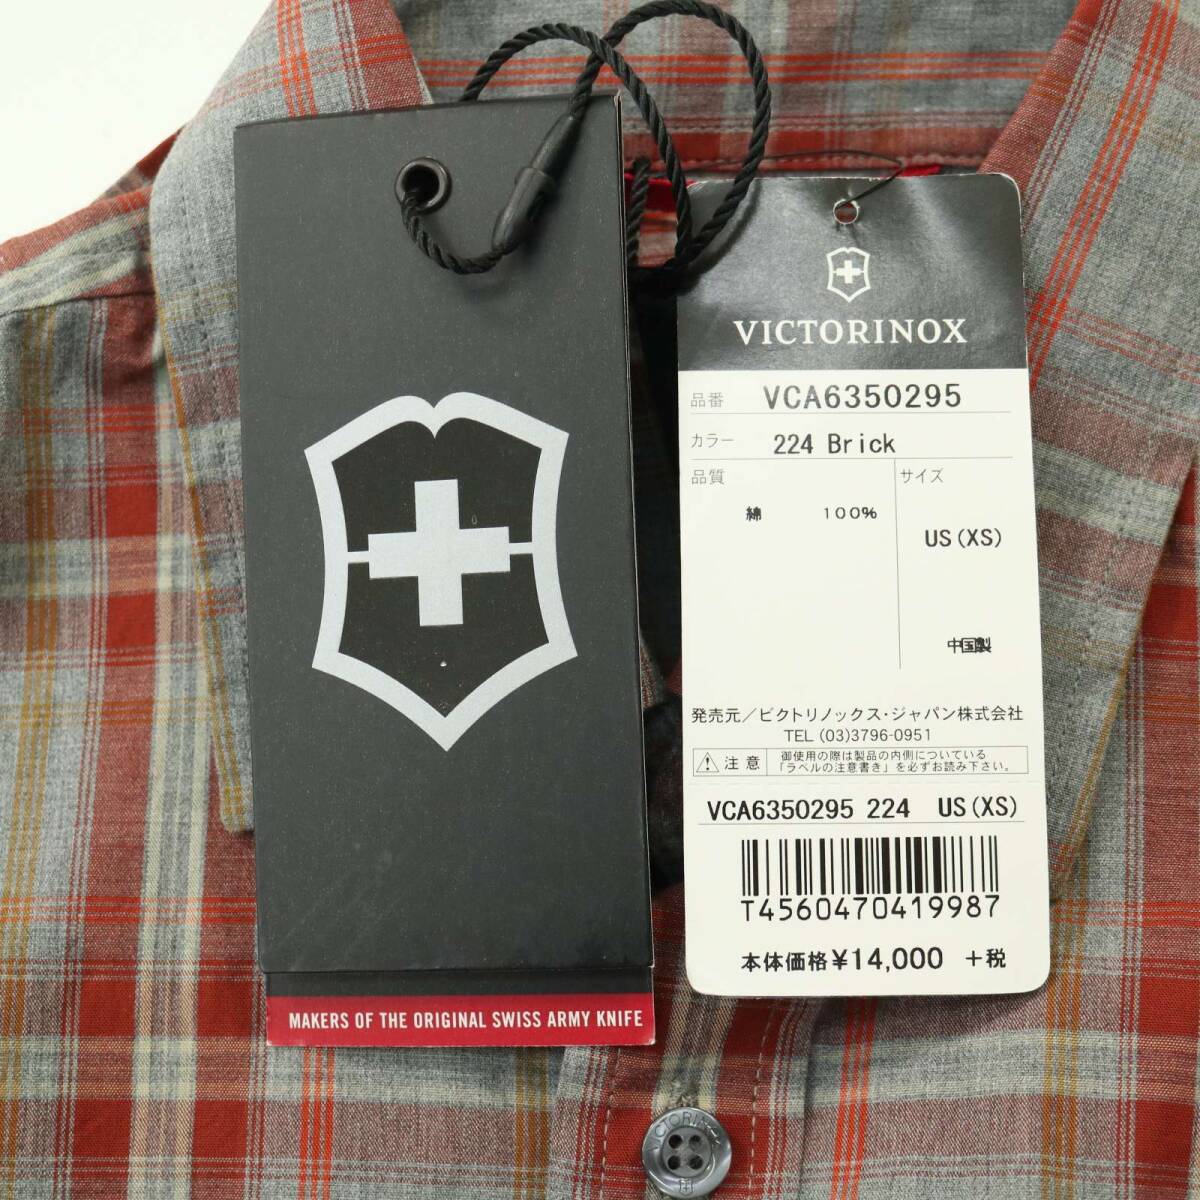 MAKERS OF THE ORIGINAL SWISS ARMY KNIFE
VICTORINOX
品番 VCA6350295
カラー 224 Brick
品質 サイズ
綿 100%
US(XS)
中国製
発売元/ビクトリノックス・ジャパン株式会社
TEL (03)3796-0951
注意 御使用の際は製品の内側についている
「ラベルの注意書き」を必ずお読み下さい。
VCA6350295 224 US(XS)
T4560470419987
本体価格¥14,000 +税
VICTORINOX